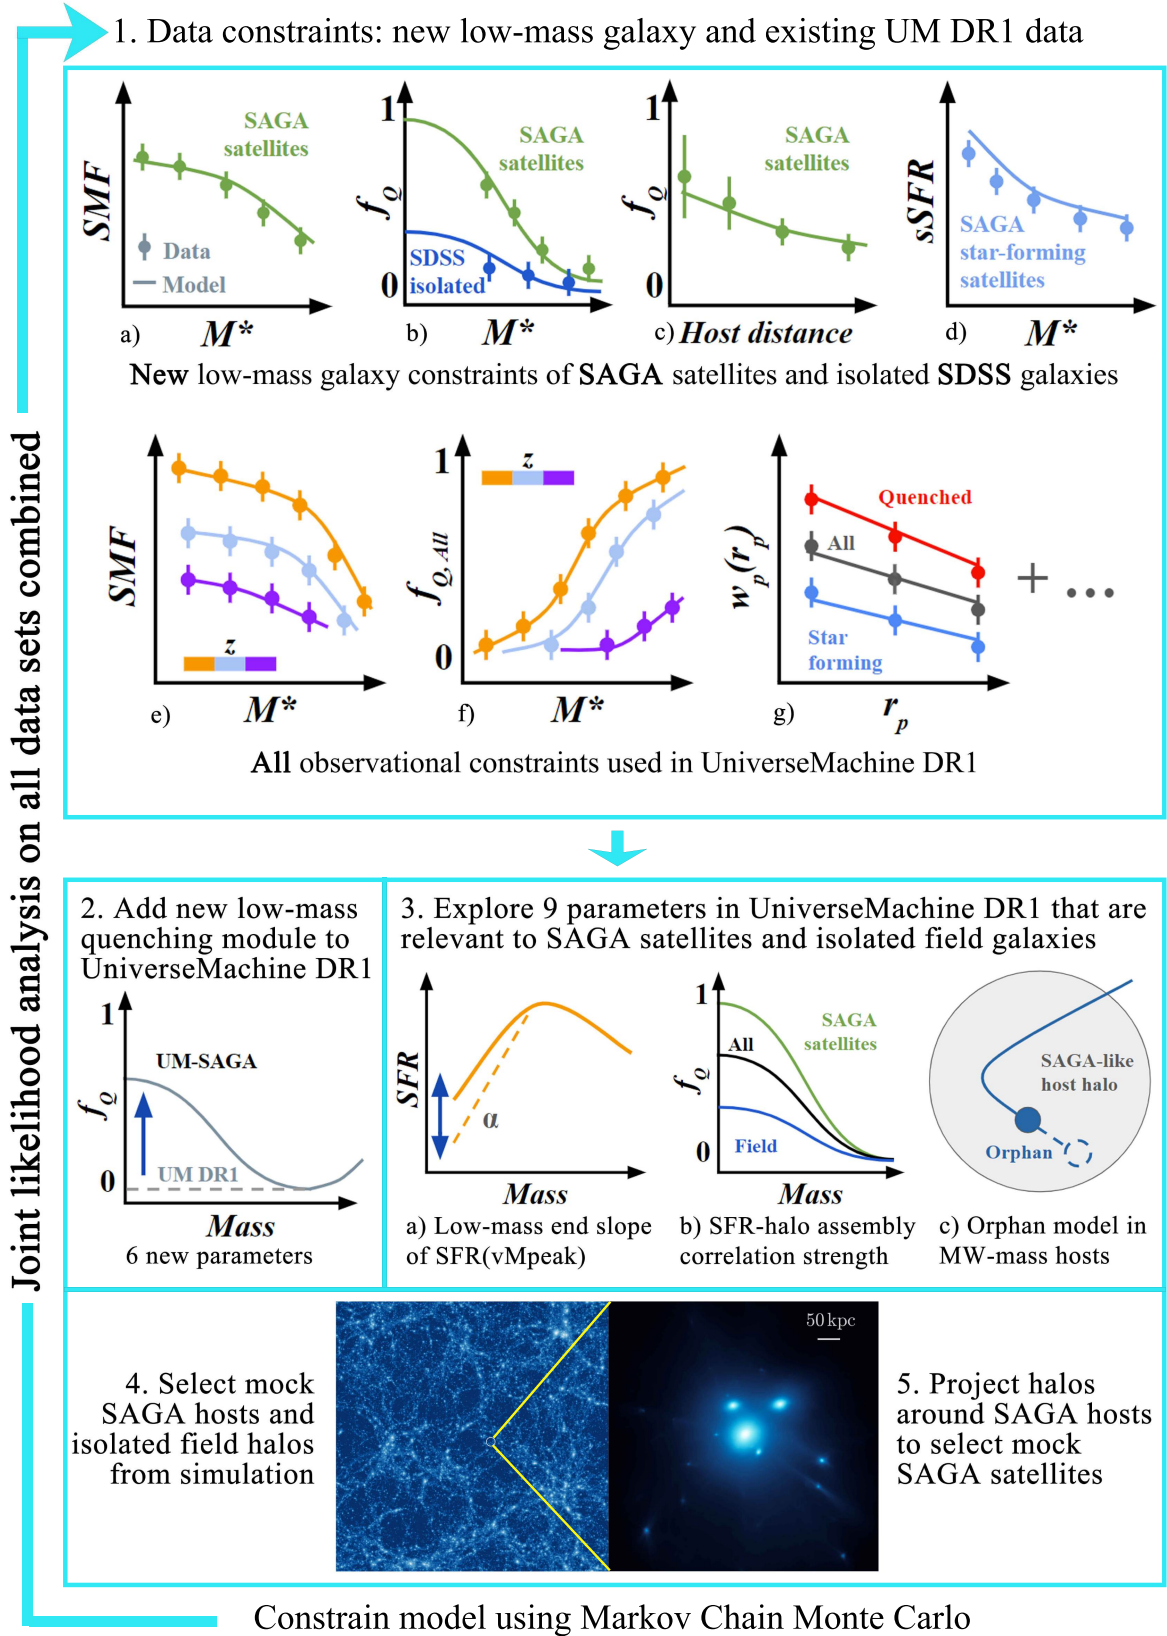 1. Data constraints: new low-mass galaxy and existing UM DR1 data
SMF
SAGA
satellites
Data
Model
a)
M*
1
f_Q
0
SAGA
satellites
SDSS
isolated
b)
M*
1
f_Q
0
SAGA
satellites
c)
Host distance
sSFR
SAGA
star-forming
satellites
d)
M*
New low-mass galaxy constraints of SAGA satellites and isolated SDSS galaxies
SMF
z
e)
M*
1
f_Q, All
0
z
f)
M*
w_p(r_p)
Quenched
All
Star
forming
g)
r_p
+ ...
All observational constraints used in UniverseMachine DR1
Joint likelihood analysis on all data sets combined
2. Add new low-mass
quenching module to
UniverseMachine DR1
1
f_Q
0
UM-SAGA
UM DR1
Mass
6 new parameters
3. Explore 9 parameters in UniverseMachine DR1 that are
relevant to SAGA satellites and isolated field galaxies
SFR
α
Mass
a) Low-mass end slope
of SFR(vMpeak)
1
f_Q
0
SAGA
satellites
All
Field
Mass
b) SFR-halo assembly
correlation strength
SAGA-like
host halo
Orphan
c) Orphan model in
MW-mass hosts
4. Select mock
SAGA hosts and
isolated field halos
from simulation
50 kpc
5. Project halos
around SAGA hosts
to select mock
SAGA satellites
Constrain model using Markov Chain Monte Carlo